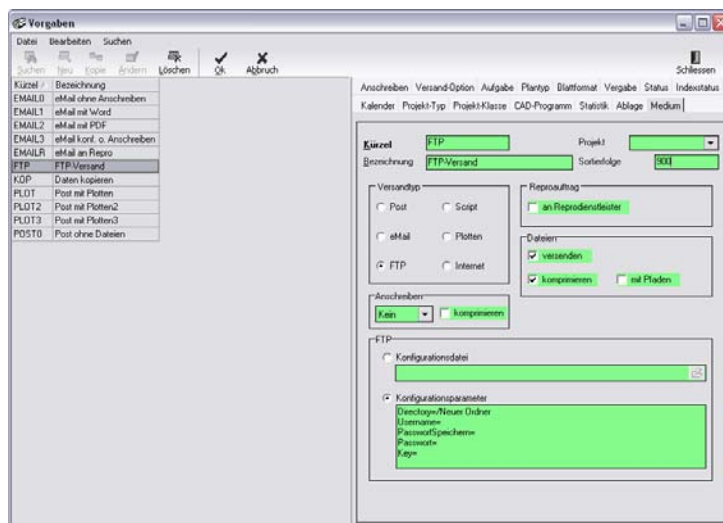 Vorgaben
Datei Bearbeiten Suchen
Suchen Neu Kopie Ändern Löschen Ok Abbruch Schliessen
Kürzel / Bezeichnung
EMAIL0 eMail ohne Anschreiben
EMAIL1 eMail mit Word
EMAIL2 eMail mit PDF
EMAIL3 eMail konf. o. Anschreiben
EMAILR eMail an Repro
FTP FTP-Versand
KOP Daten kopieren
PLOT Post mit Plotten
PLOT2 Post mit Plotten2
PLOT3 Post mit Plotten3
POST0 Post ohne Dateien
Anschreiben Versand-Option Aufgabe Plantyp Blattformat Vergabe Status Indexstatus
Kalender Projekt-Typ Projekt-Klasse CAD-Programm Statistik Ablage Medium
Kürzel FTP Projekt
Bezeichnung FTP-Versand Sortierfolge 900
Versandtyp
Post Script
eMail Plotten
FTP Internet
Reproauftrag
an Reprodienstleister
Dateien
versenden
komprimieren mit Pfaden
Anschreiben
Kein komprimieren
FTP
Konfigurationsdatei
Konfigurationsparameter
Directory=/Neuer Ordner
Username=
PasswortSpeichern=
Passwort=
Key=